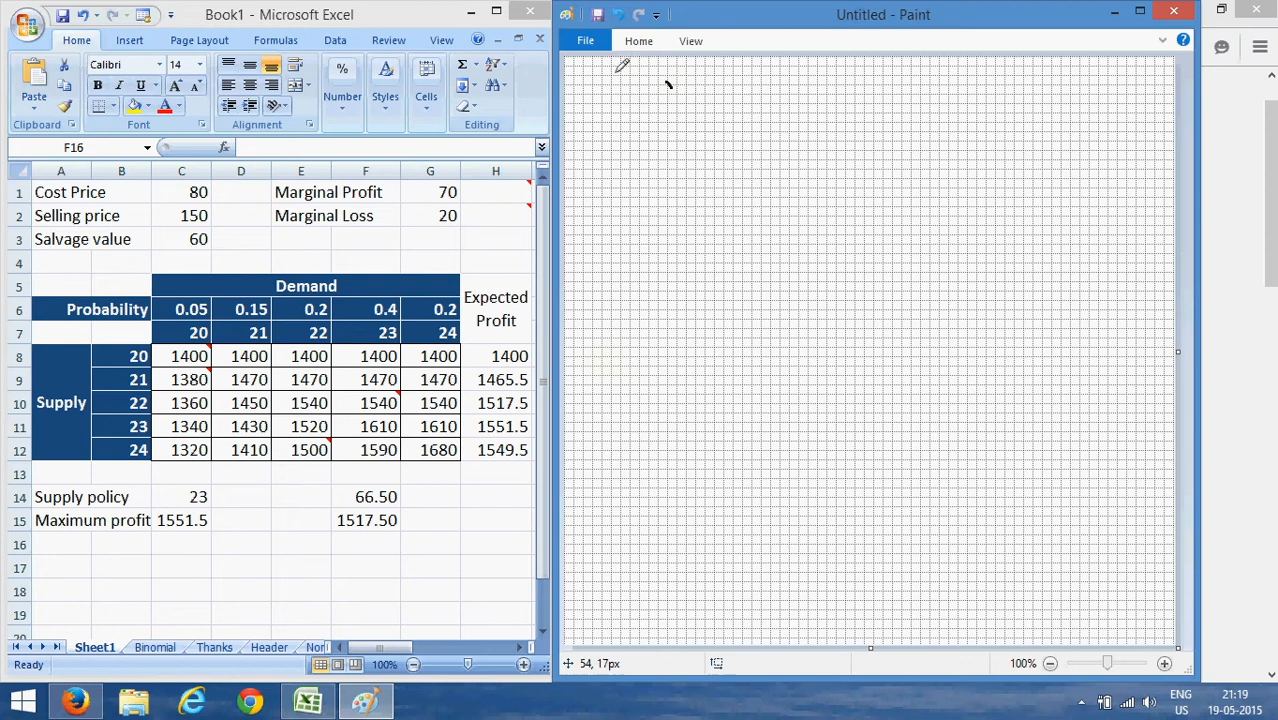 Book1 - Microsoft Excel
Home Insert Page Layout Formulas Data Review View
Calibri 14
Paste B I U A A % A Number Styles Cells Σ
Clipboard Font Alignment Editing
F16 fx
A B C D E F G H
1 Cost Price 80 Marginal Profit 70
2 Selling price 150 Marginal Loss 20
3 Salvage value 60
4
5 Demand
6 Probability 0.05 0.15 0.2 0.4 0.2 Expected
7 20 21 22 23 24 Profit
8 20 1400 1400 1400 1400 1400 1400
9 21 1380 1470 1470 1470 1470 1465.5
10 Supply 22 1360 1450 1540 1540 1540 1517.5
11 23 1340 1430 1520 1610 1610 1551.5
12 24 1320 1410 1500 1590 1680 1549.5
13
14 Supply policy 23 66.50
15 Maximum profit 1551.5 1517.50
16
17
18
19
20
Sheet1 Binomial Thanks Header Nor
Ready 100%
Untitled - Paint
File Home View
54, 17px 100%
ENG 21:19
US 19-05-2015